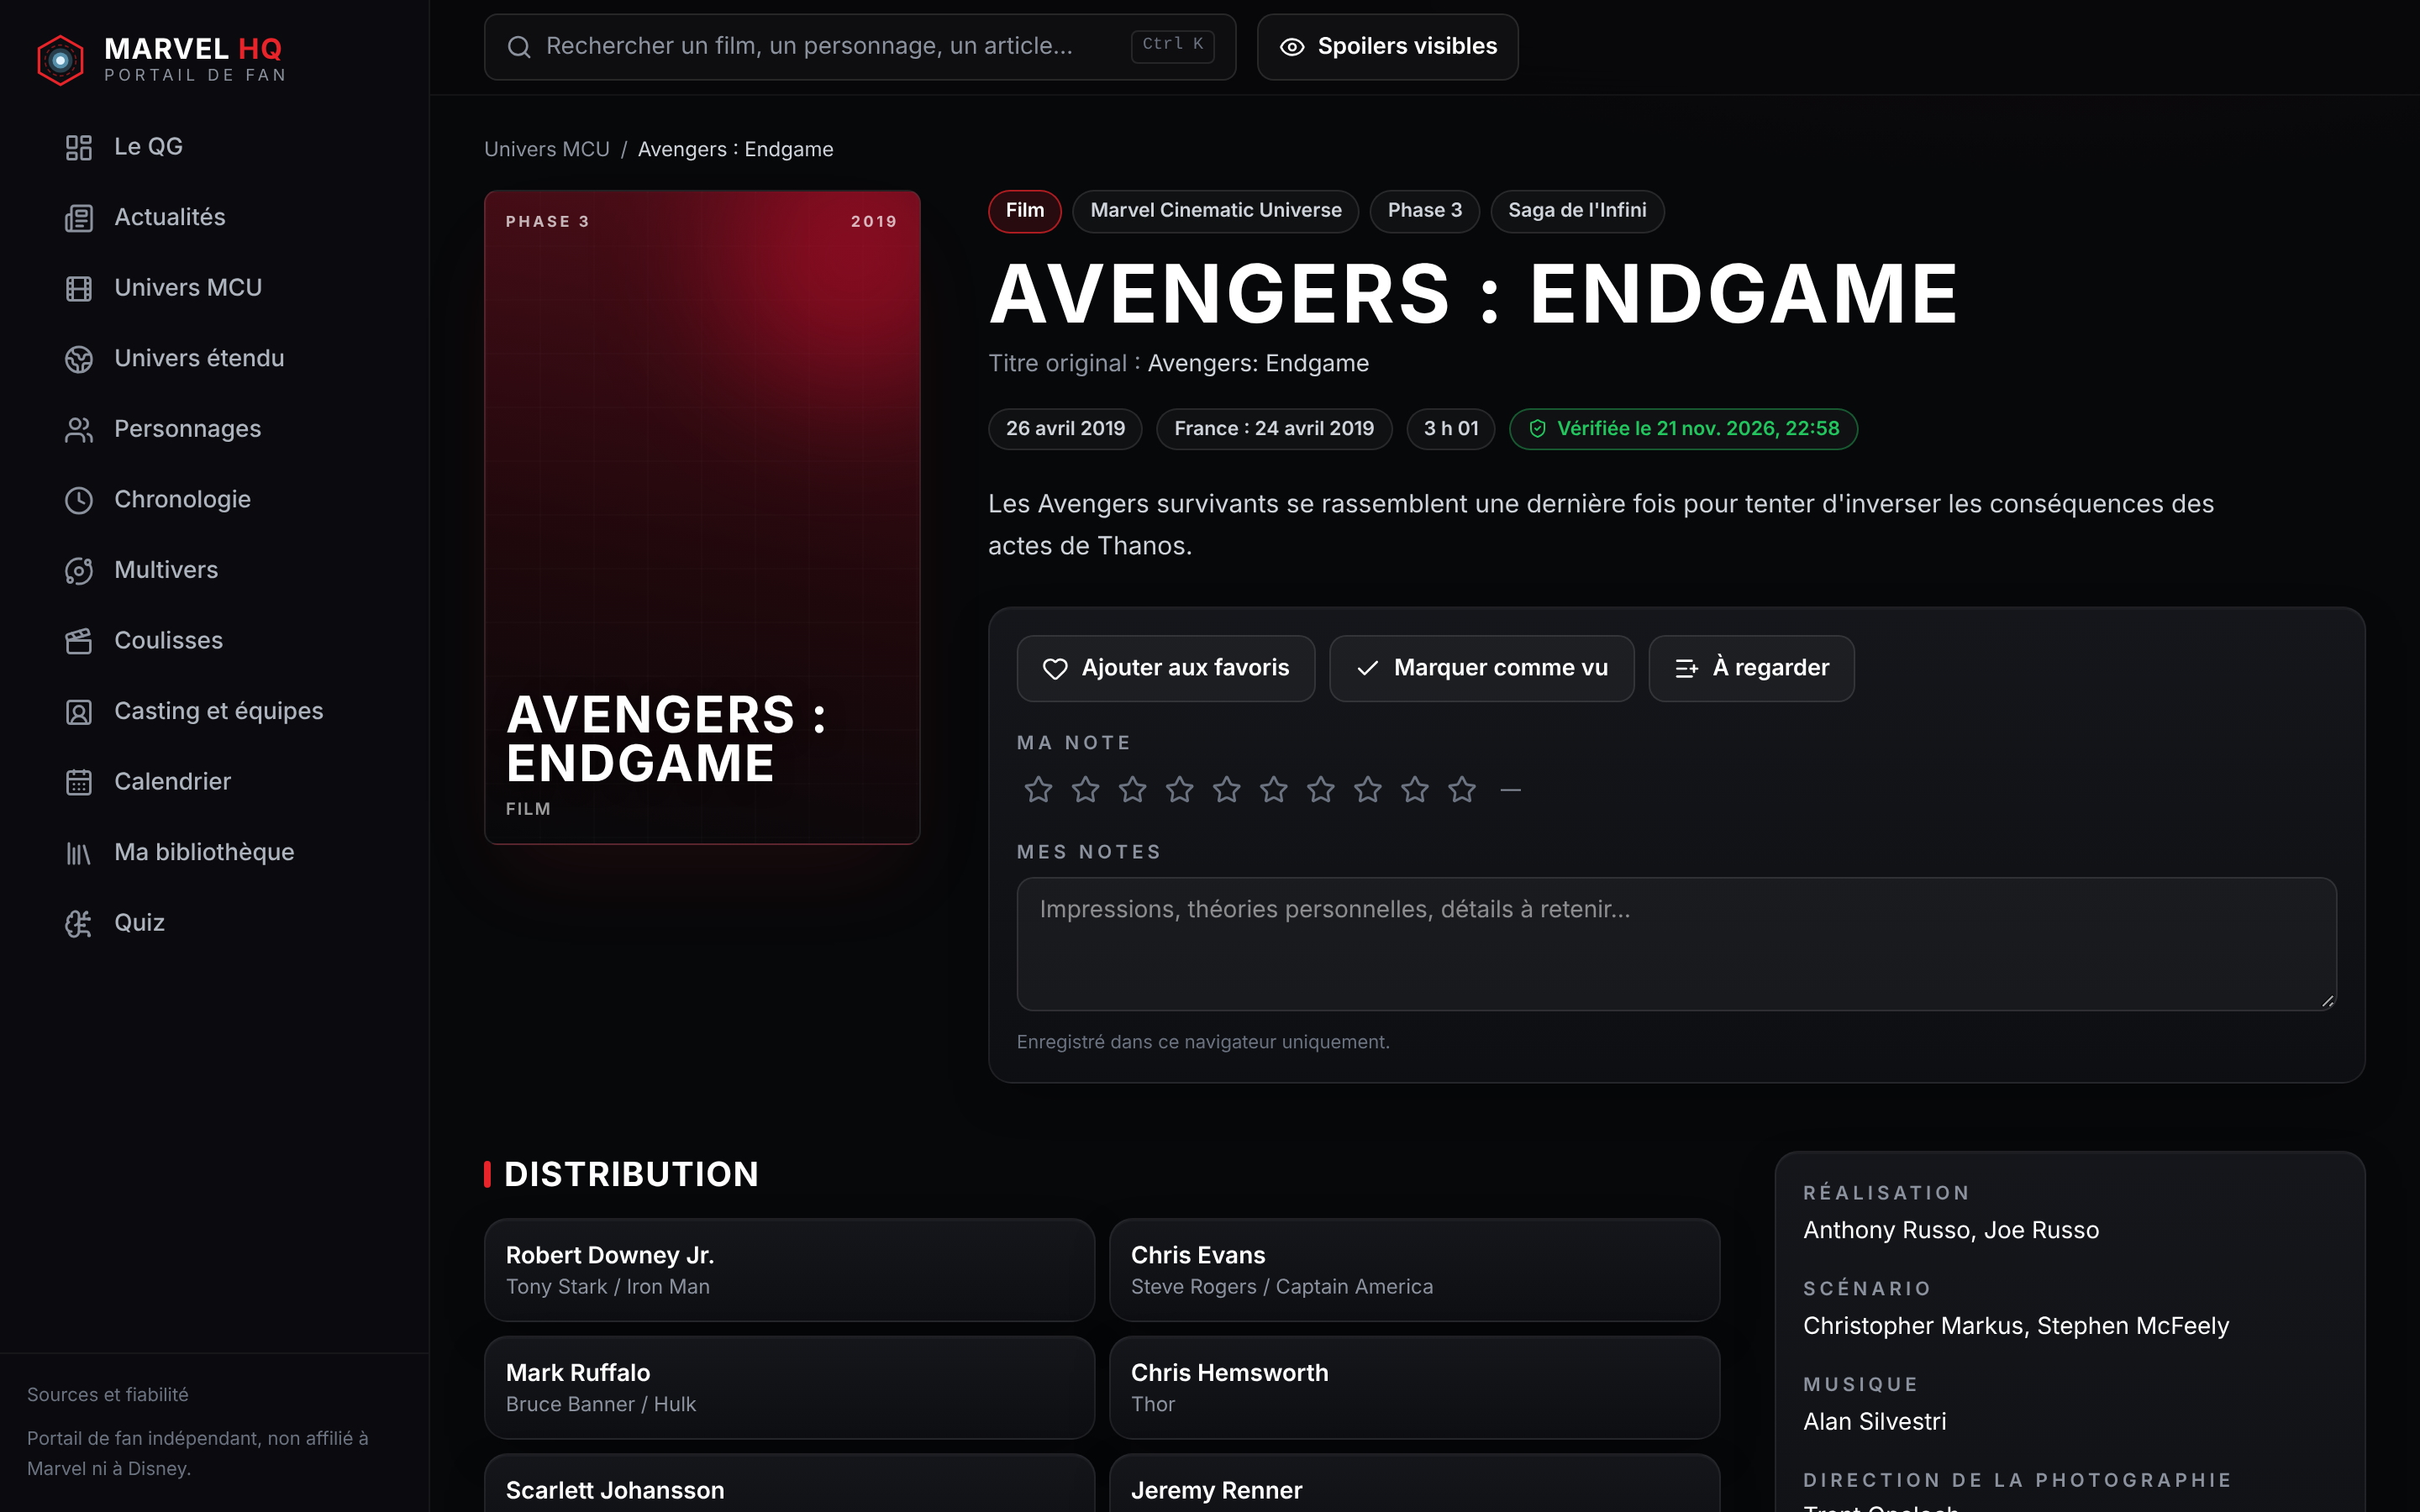 MARVEL HQ
PORTAIL DE FAN
Le QG
Actualités
Univers MCU
Univers étendu
Personnages
Chronologie
Multivers
Coulisses
Casting et équipes
Calendrier
Ma bibliothèque
Quiz
Sources et fiabilité
Portail de fan indépendant, non affilié à
Marvel ni à Disney.
Rechercher un film, un personnage, un article...
Ctrl K
Spoilers visibles
Univers MCU / Avengers : Endgame
PHASE 3
2019
AVENGERS :
ENDGAME
FILM
Film
Marvel Cinematic Universe
Phase 3
Saga de l'Infini
AVENGERS : ENDGAME
Titre original : Avengers: Endgame
26 avril 2019
France : 24 avril 2019
3 h 01
Vérifiée le 21 nov. 2026, 22:58
Les Avengers survivants se rassemblent une dernière fois pour tenter d'inverser les conséquences des
actes de Thanos.
Ajouter aux favoris
Marquer comme vu
À regarder
MA NOTE
—
MES NOTES
Impressions, théories personnelles, détails à retenir...
Enregistré dans ce navigateur uniquement.
DISTRIBUTION
Robert Downey Jr.
Tony Stark / Iron Man
Chris Evans
Steve Rogers / Captain America
Mark Ruffalo
Bruce Banner / Hulk
Chris Hemsworth
Thor
Scarlett Johansson
Jeremy Renner
RÉALISATION
Anthony Russo, Joe Russo
SCÉNARIO
Christopher Markus, Stephen McFeely
MUSIQUE
Alan Silvestri
DIRECTION DE LA PHOTOGRAPHIE